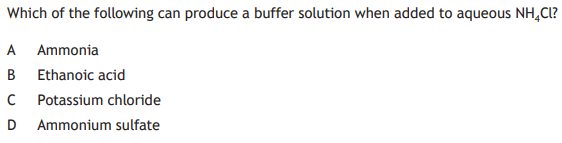 Which of the following can produce a buffer solution when added to aqueous NH₄Cl?
A Ammonia
B Ethanoic acid
C Potassium chloride
D Ammonium sulfate